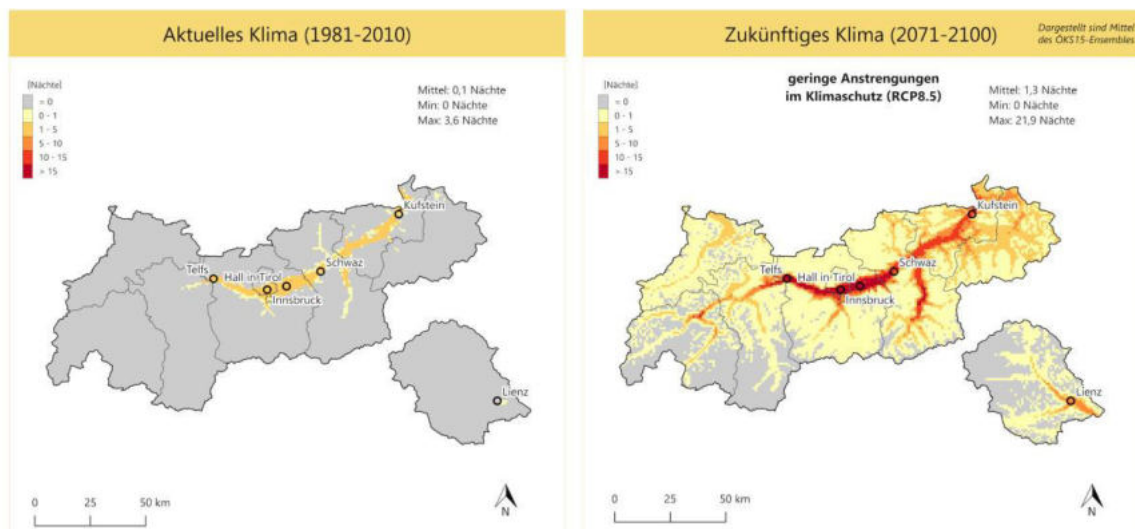 Aktuelles Klima (1981-2010)
[Nächte]
= 0
0 - 1
1 - 5
5 - 10
10 - 15
> 15
Mittel: 0,1 Nächte
Min: 0 Nächte
Max: 3,6 Nächte
Kufstein
Schwaz
Telfs
Hall in Tirol
Innsbruck
Lienz
0 25 50 km
N
Zukünftiges Klima (2071-2100)
Dargestellt sind Mittel
des ÖKS15-Ensembles
geringe Anstrengungen
im Klimaschutz (RCP8.5)
[Nächte]
= 0
0 - 1
1 - 5
5 - 10
10 - 15
> 15
Mittel: 1,3 Nächte
Min: 0 Nächte
Max: 21,9 Nächte
Kufstein
Schwaz
Telfs
Hall in Tirol
Innsbruck
Lienz
0 25 50 km
N